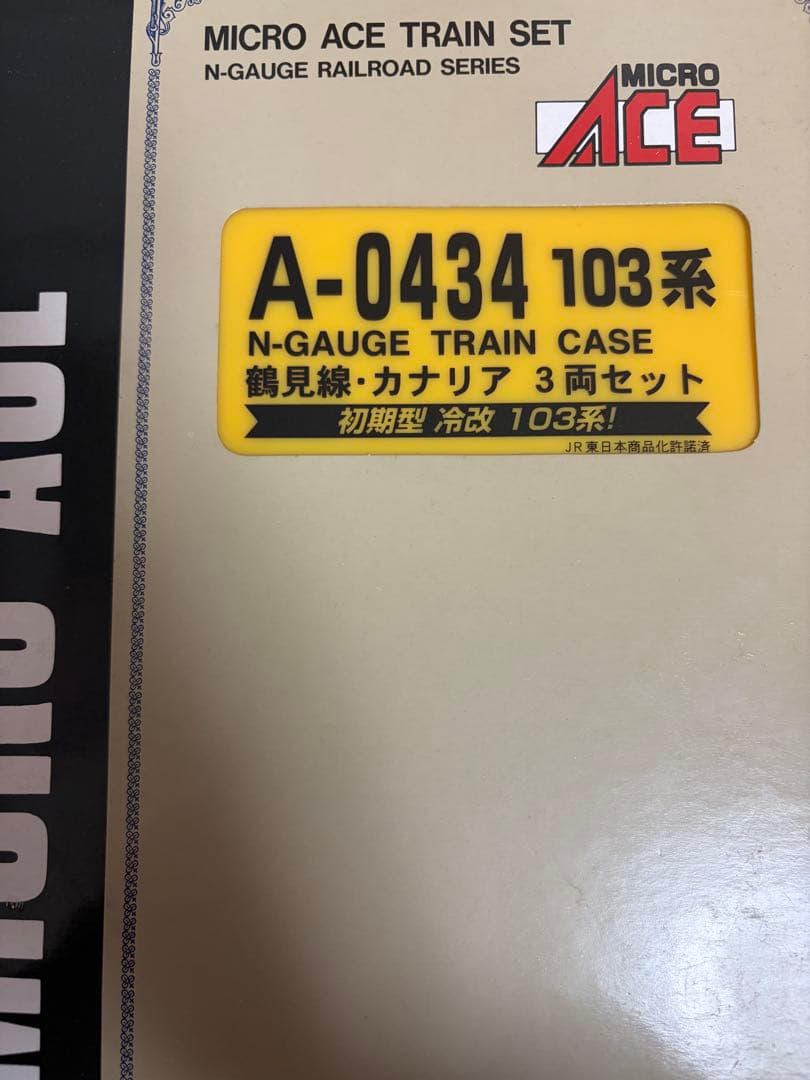 MICRO ACE TRAIN SET
N-GAUGE RAILROAD SERIES
MICRO
ACE
A-0434 103系
N-GAUGE TRAIN CASE
鶴見線・カナリア 3両セット
初期型 冷改 103系!
JR東日本商品化許諾済
MICRO ACE